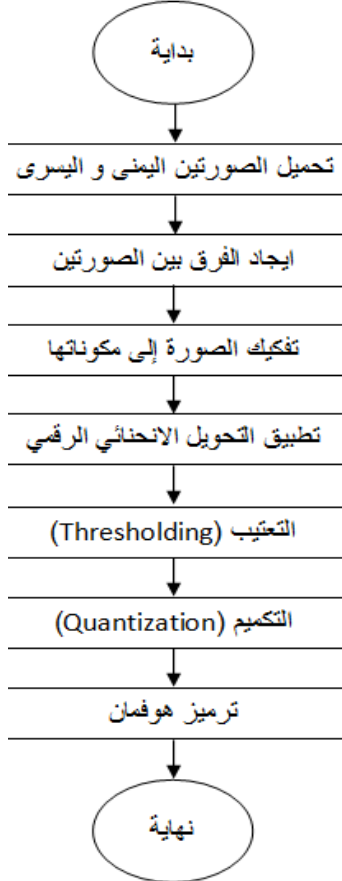 بداية
تحميل الصورتين اليمنى و اليسرى
ايجاد الفرق بين الصورتين
تفكيك الصورة إلى مكوناتها
تطبيق التحويل الانحنائي الرقمي
التعتيب (Thresholding)
التكميم (Quantization)
ترميز هوفمان
نهاية